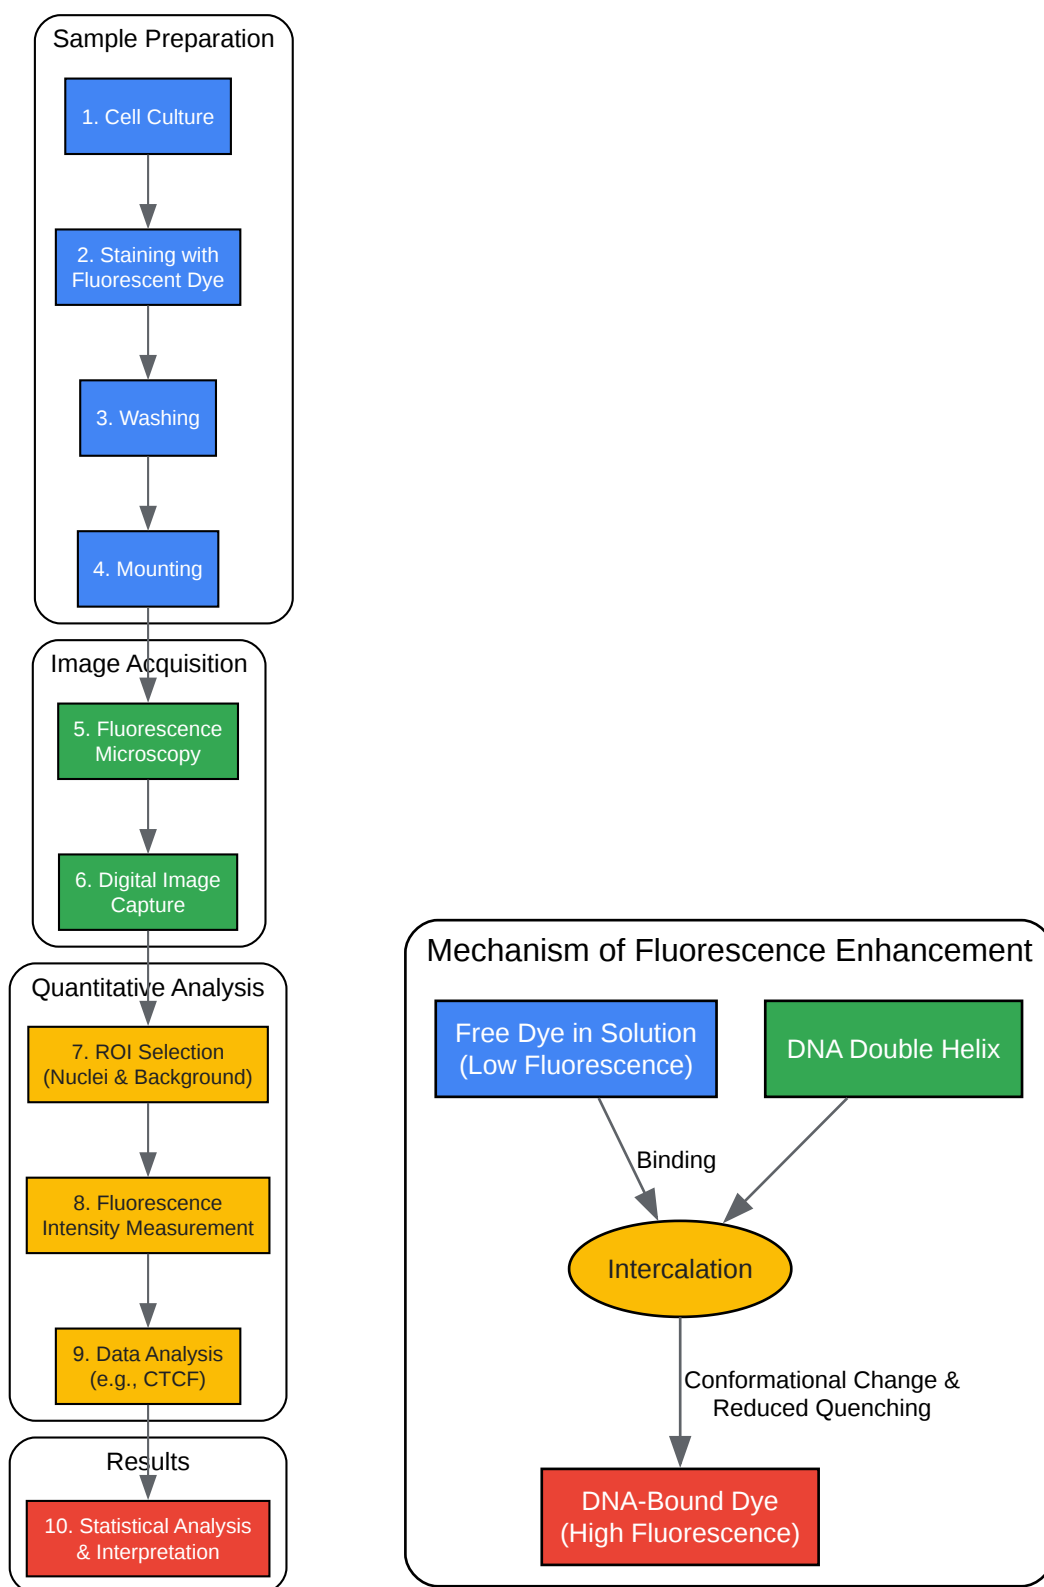 Sample Preparation
1. Cell Culture
2. Staining with
Fluorescent Dye
3. Washing
4. Mounting
Image Acquisition
5. Fluorescence
Microscopy
6. Digital Image
Capture
Quantitative Analysis
7. ROI Selection
(Nuclei & Background)
8. Fluorescence
Intensity Measurement
9. Data Analysis
(e.g., CTCF)
Results
10. Statistical Analysis
& Interpretation
Mechanism of Fluorescence Enhancement
Free Dye in Solution
(Low Fluorescence)
DNA Double Helix
Binding
Intercalation
Conformational Change &
Reduced Quenching
DNA-Bound Dye
(High Fluorescence)